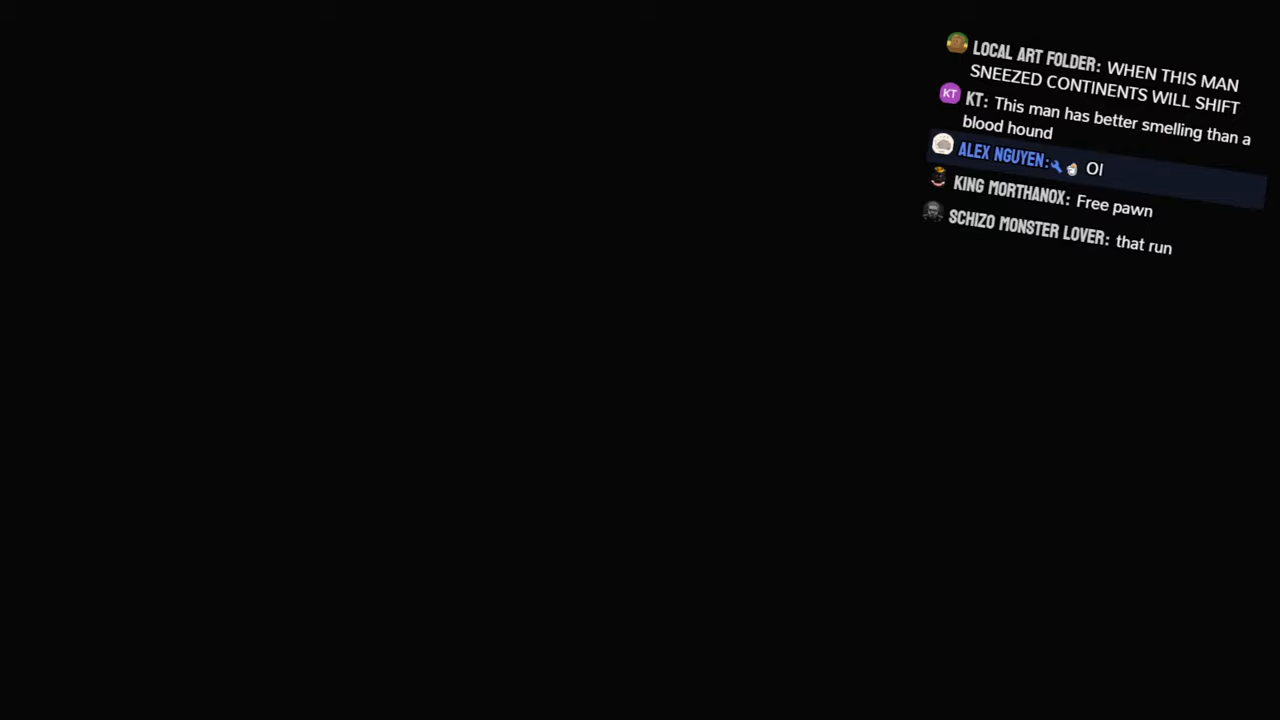 LOCAL ART FOLDER: WHEN THIS MAN
SNEEZED CONTINENTS WILL SHIFT
KT KT: This man has better smelling than a
blood hound
ALEX NGUYEN: OI
KING MORTHANOX: Free pawn
SCHIZO MONSTER LOVER: that run